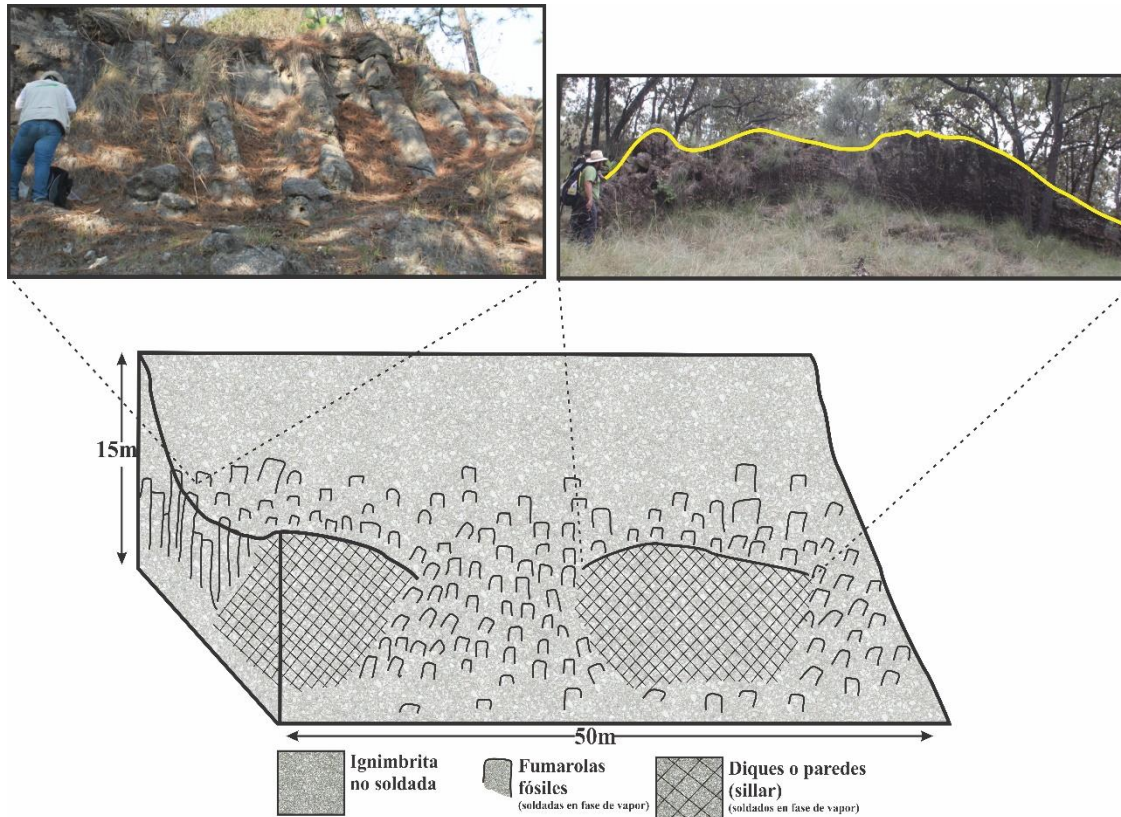 15m
50m
Ignimbrita
no soldada
Fumarolas
fósiles
(soldadas en fase de vapor)
Diques o paredes
(sillar)
(soldados en fase de vapor)